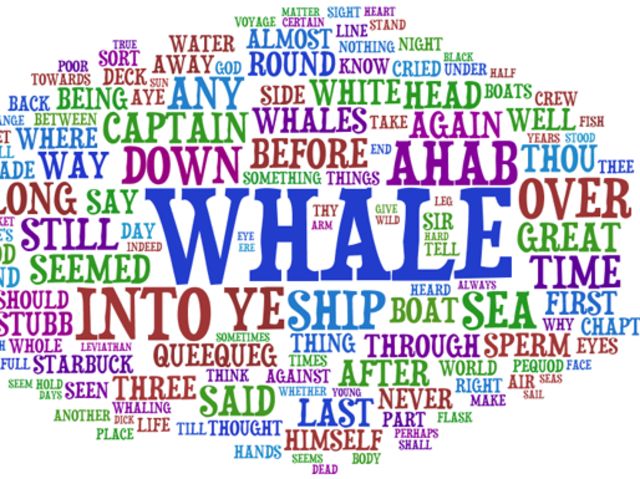 MATTER SIGHT HEART
VOYAGE CERTAIN LINE STAND
TRUE WATER ALMOST NOTHING NIGHT
SORT BLACK
POOR AWAY GOD ROUND KNOW CRIED UNDER HALF
TOWARDS DECK SUN
BACK BEING AYE ANY SIDE WHITE HEAD BOATS CREW
BETWEEN CAPTAIN WHALES TAKE AGAIN WELL FISH
WHERE YEARS STOOD
WAY DOWN BEFORE END AHAB THOU THEE
SOMETHING THINGS
SAY WHALE OVER
THY ARM GIVE WILD LEG SIR HARD TELL
STILL DAY INDEED EYE ERE GREAT
SEEMED TIME
HEARD ALWAYS
SHOULD INTO YE SHIP BOAT SEA FIRST
STUBB WHY CHAPT
WHOLE LEVIATHAN SOMETIMES THING THROUGH SPERM EYES
FULL STARBUCK QUEEQUEG TIMES AFTER WORLD PEQUOD FACE
SEEM HOLD DAYS SEEN THREE THINK AGAINST RIGHT AIR SEAS
WHETHER YOUNG NEVER MAKE SAIL
ANOTHER WHALING SAID LAST PART FLASK
DICK LIFE TILL THOUGHT
PLACE HIMSELF PERHAPS SHALL
HANDS SEEMS BODY
DEAD